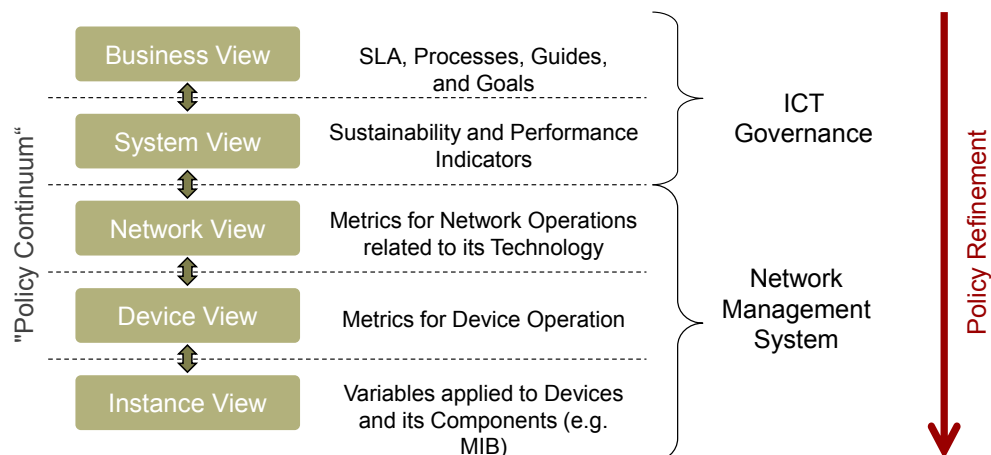 "Policy Continuum“
Business View
SLA, Processes, Guides,
and Goals
System View
Sustainability and Performance
Indicators
ICT
Governance
Network View
Metrics for Network Operations
related to its Technology
Device View
Metrics for Device Operation
Instance View
Variables applied to Devices
and its Components (e.g.
MIB)
Network
Management
System
Policy Refinement